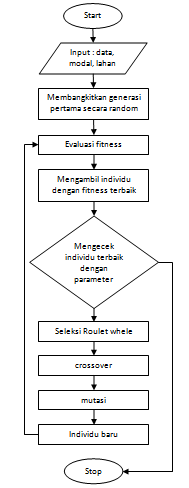 Start
Input : data,
modal, lahan
Membangkitkan generasi
pertama secara random
Evaluasi fitness
Mengambil individu
dengan fitness terbaik
Mengecek
individu terbaik
dengan
parameter
Seleksi Roulet whele
crossover
mutasi
Individu baru
Stop